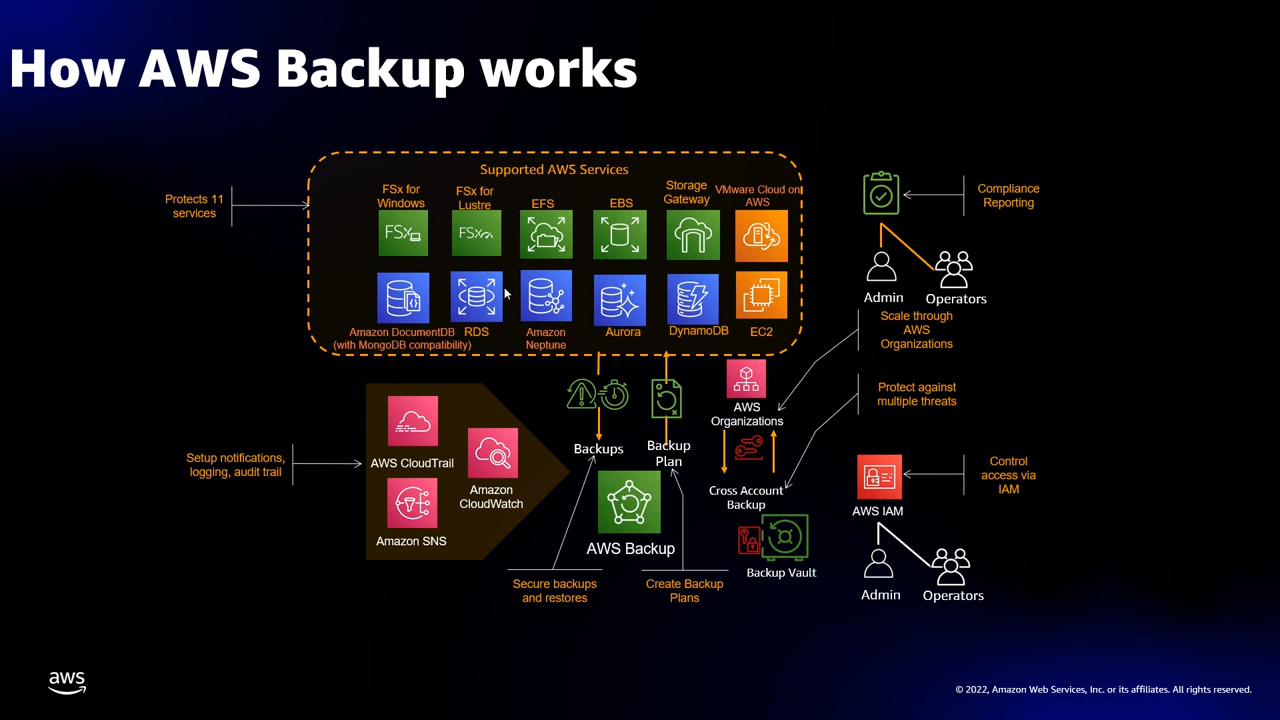 How AWS Backup works
Supported AWS Services
Protects 11
services
FSx for
Windows
FSx for
Lustre
EFS
EBS
Storage
Gateway
VMware Cloud on
AWS
FSx
FSx
Amazon DocumentDB
(with MongoDB compatibility)
RDS
Amazon
Neptune
Aurora
DynamoDB
EC2
Compliance
Reporting
Admin
Operators
Scale through
AWS
Organizations
Protect against
multiple threats
Setup notifications,
logging, audit trail
AWS CloudTrail
Amazon
CloudWatch
Amazon SNS
Backups
Backup
Plan
AWS Backup
AWS
Organizations
Cross Account
Backup
Backup Vault
Secure backups
and restores
Create Backup
Plans
Control
access via
IAM
AWS IAM
Admin
Operators
aws
© 2022, Amazon Web Services, Inc. or its affiliates. All rights reserved.